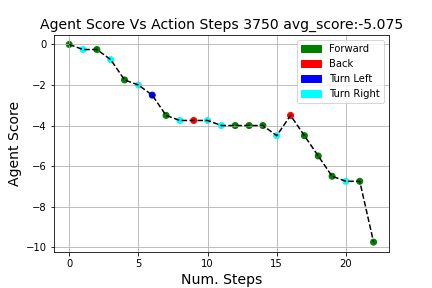 Agent Score Vs Action Steps 3750 avg_score:-5.075
Agent Score
0
−2
−4
−6
−8
−10
Forward
Back
Turn Left
Turn Right
0 5 10 15 20
Num. Steps